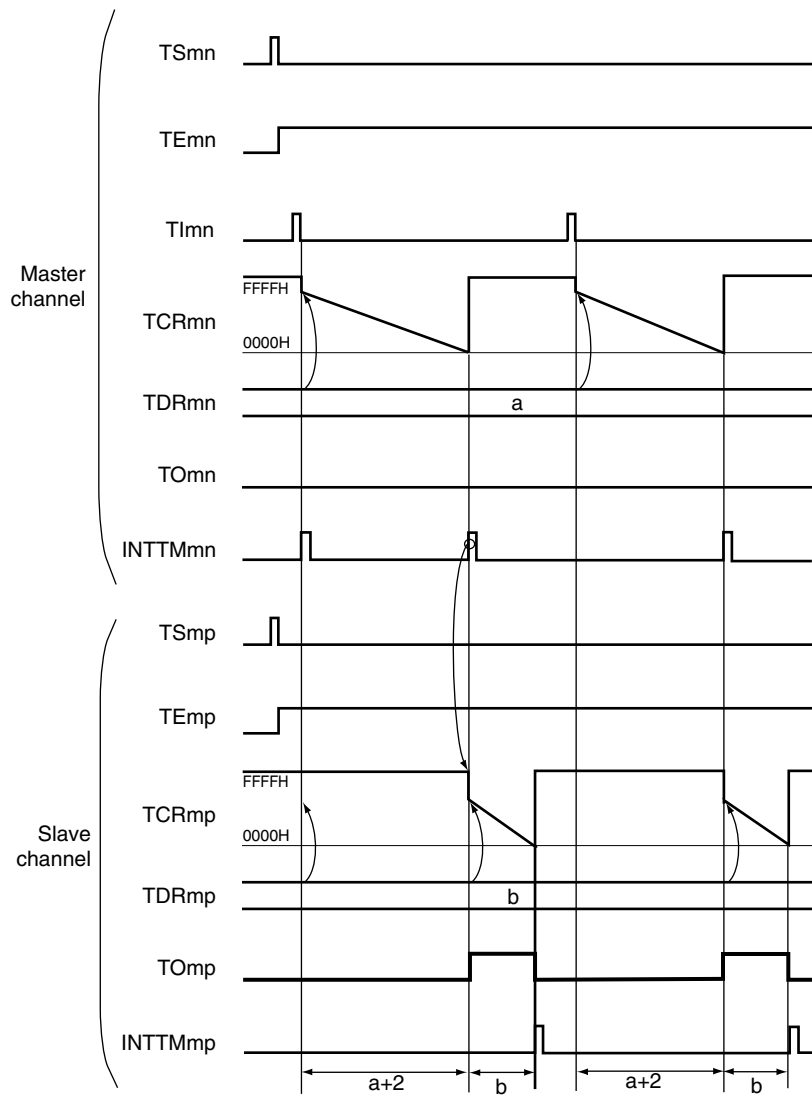 Master
channel
TSmn
TEmn
TImn
FFFFH
TCRmn
0000H
TDRmn
a
TOmn
INTTMmn
Slave
channel
TSmp
TEmp
FFFFH
TCRmp
0000H
TDRmp
b
TOmp
INTTMmp
a+2 b a+2 b